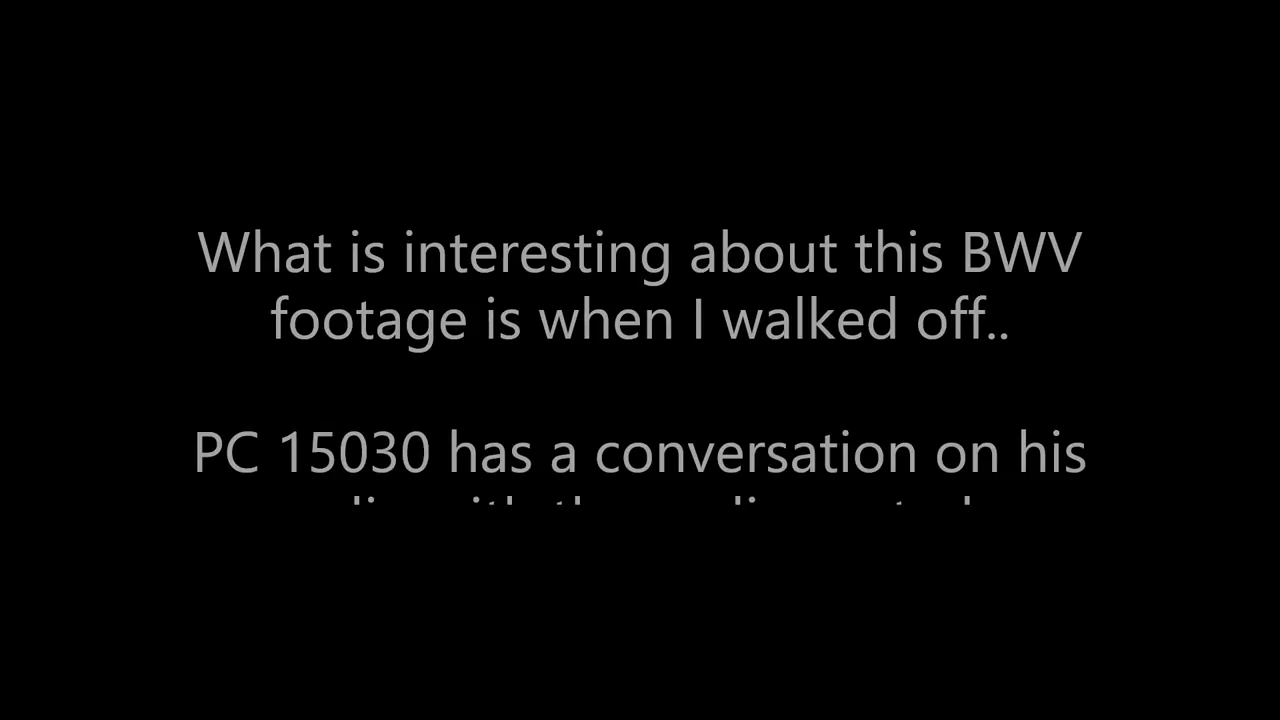 What is interesting about this BWV
footage is when I walked off..
PC 15030 has a conversation on his